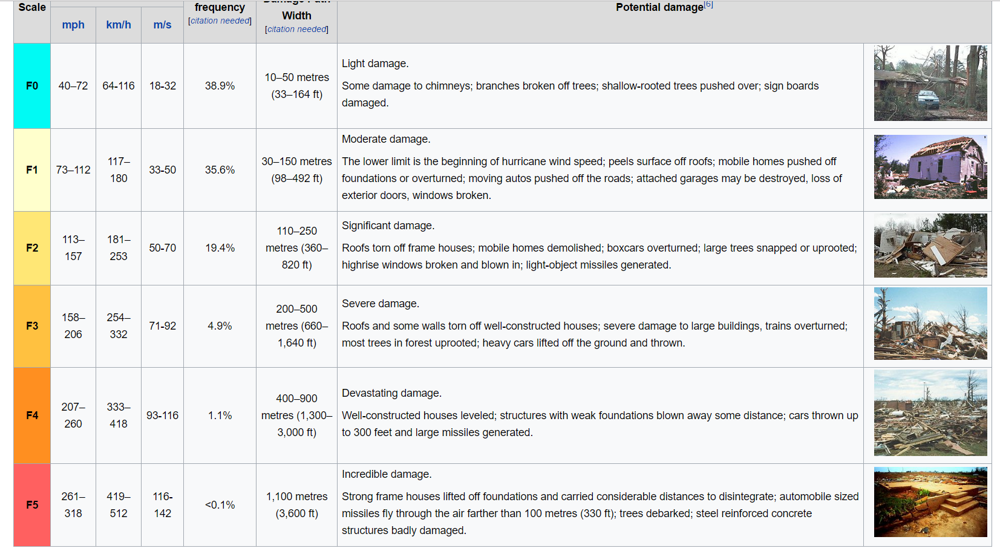 Scale
frequency
[citation needed]
Damage Path
Width
[citation needed]
Potential damage[6]
mph
km/h
m/s
F0
40–72
64-116
18-32
38.9%
10–50 metres
(33–164 ft)
Light damage.
Some damage to chimneys; branches broken off trees; shallow-rooted trees pushed over; sign boards
damaged.
F1
73–112
117–
180
33-50
35.6%
30–150 metres
(98–492 ft)
Moderate damage.
The lower limit is the beginning of hurricane wind speed; peels surface off roofs; mobile homes pushed off
foundations or overturned; moving autos pushed off the roads; attached garages may be destroyed, loss of
exterior doors, windows broken.
F2
113–
157
181–
253
50-70
19.4%
110–250
metres (360–
820 ft)
Significant damage.
Roofs torn off frame houses; mobile homes demolished; boxcars overturned; large trees snapped or uprooted;
highrise windows broken and blown in; light-object missiles generated.
F3
158–
206
254–
332
71-92
4.9%
200–500
metres (660–
1,640 ft)
Severe damage.
Roofs and some walls torn off well-constructed houses; severe damage to large buildings, trains overturned;
most trees in forest uprooted; heavy cars lifted off the ground and thrown.
F4
207–
260
333–
418
93-116
1.1%
400–900
metres (1,300–
3,000 ft)
Devastating damage.
Well-constructed houses leveled; structures with weak foundations blown away some distance; cars thrown up
to 300 feet and large missiles generated.
F5
261–
318
419–
512
116-
142
<0.1%
1,100 metres
(3,600 ft)
Incredible damage.
Strong frame houses lifted off foundations and carried considerable distances to disintegrate; automobile sized
missiles fly through the air farther than 100 metres (330 ft); trees debarked; steel reinforced concrete
structures badly damaged.